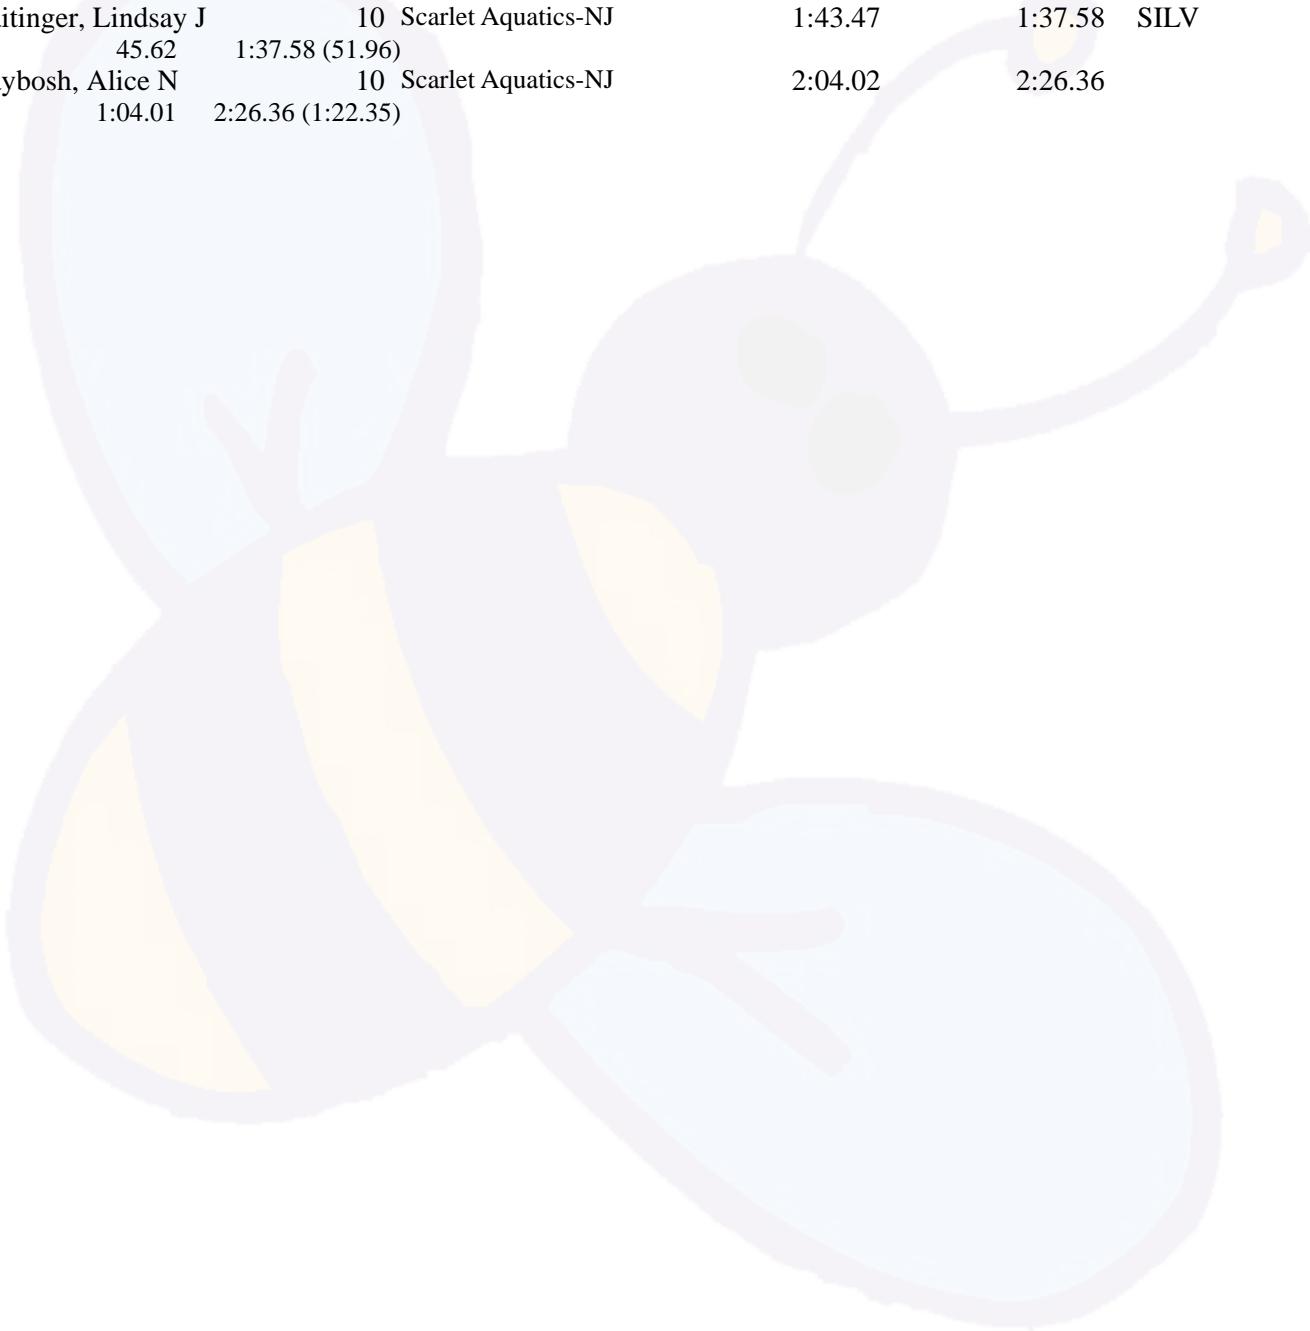 itinger, Lindsay J 10 Scarlet Aquatics-NJ 1:43.47 1:37.58 SILV
45.62 1:37.58 (51.96)
ybosh, Alice N 10 Scarlet Aquatics-NJ 2:04.02 2:26.36
1:04.01 2:26.36 (1:22.35)